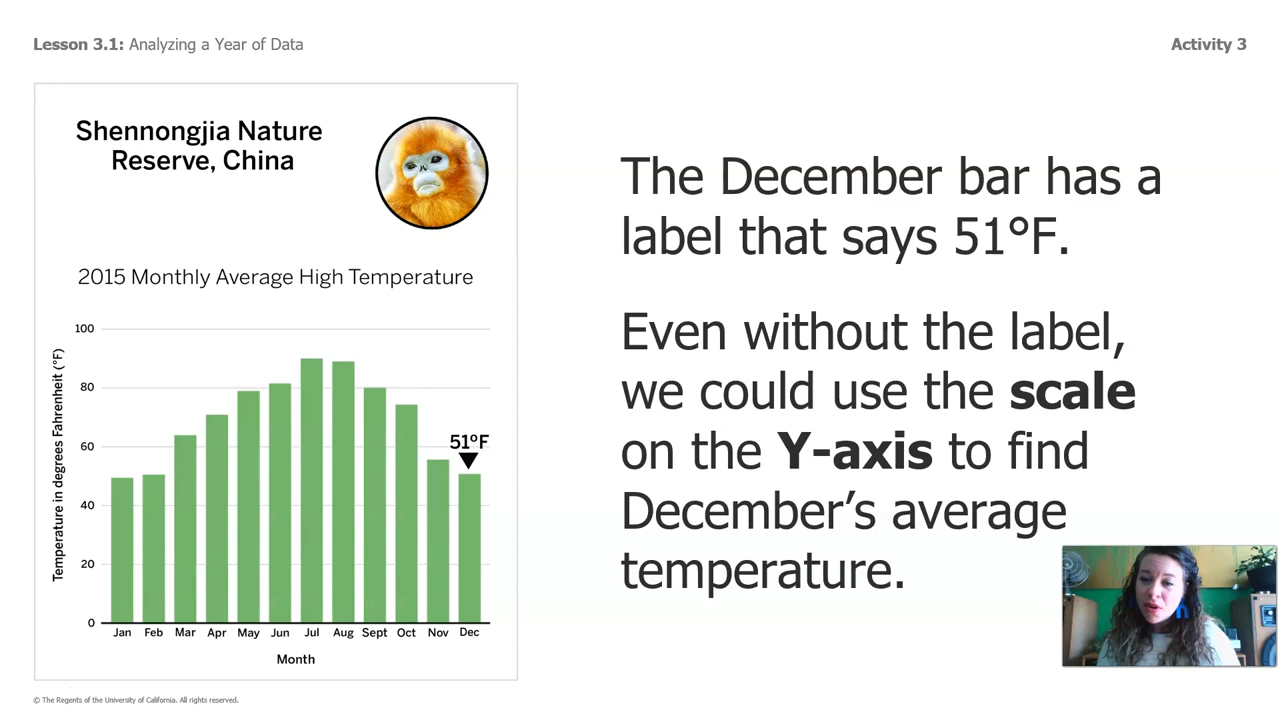 Lesson 3.1: Analyzing a Year of Data
Activity 3
Shennongjia Nature
Reserve, China
2015 Monthly Average High Temperature
Temperature in degrees Fahrenheit (°F)
100
80
60
40
20
0
51°F
Jan Feb Mar Apr May Jun Jul Aug Sept Oct Nov Dec
Month
The December bar has a
label that says 51°F.
Even without the label,
we could use the scale
on the Y-axis to find
December’s average
temperature.
© The Regents of the University of California. All rights reserved.